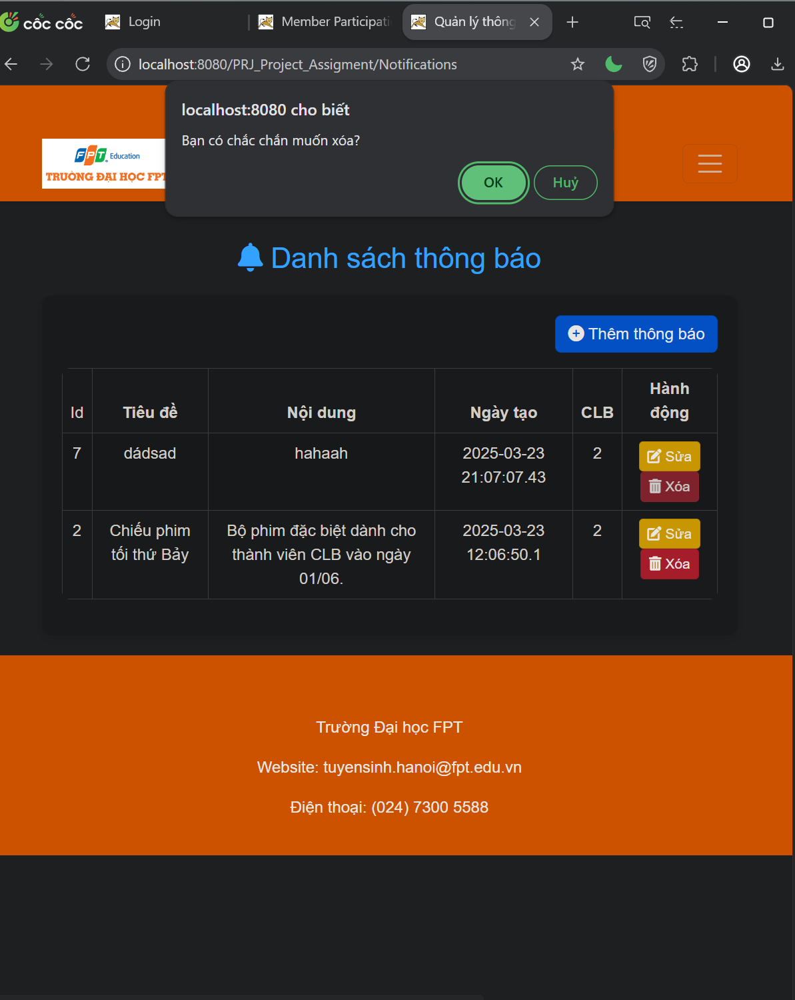 cốc cốc
Login
Member Participati
Quản lý thông
localhost:8080/PRJ_Project_Assigment/Notifications
localhost:8080 cho biết
Bạn có chắc chắn muốn xóa?
OK
Huỷ
FPT Education
TRƯỜNG ĐẠI HỌC FPT
Danh sách thông báo
Thêm thông báo
Id
Tiêu đề
Nội dung
Ngày tạo
CLB
Hành
động
7
dádsad
hahaah
2025-03-23
21:07:07.43
2
Sửa
Xóa
2
Chiếu phim
tối thứ Bảy
Bộ phim đặc biệt dành cho
thành viên CLB vào ngày
01/06.
2025-03-23
12:06:50.1
2
Sửa
Xóa
Trường Đại học FPT
Website: tuyensinh.hanoi@fpt.edu.vn
Điện thoại: (024) 7300 5588